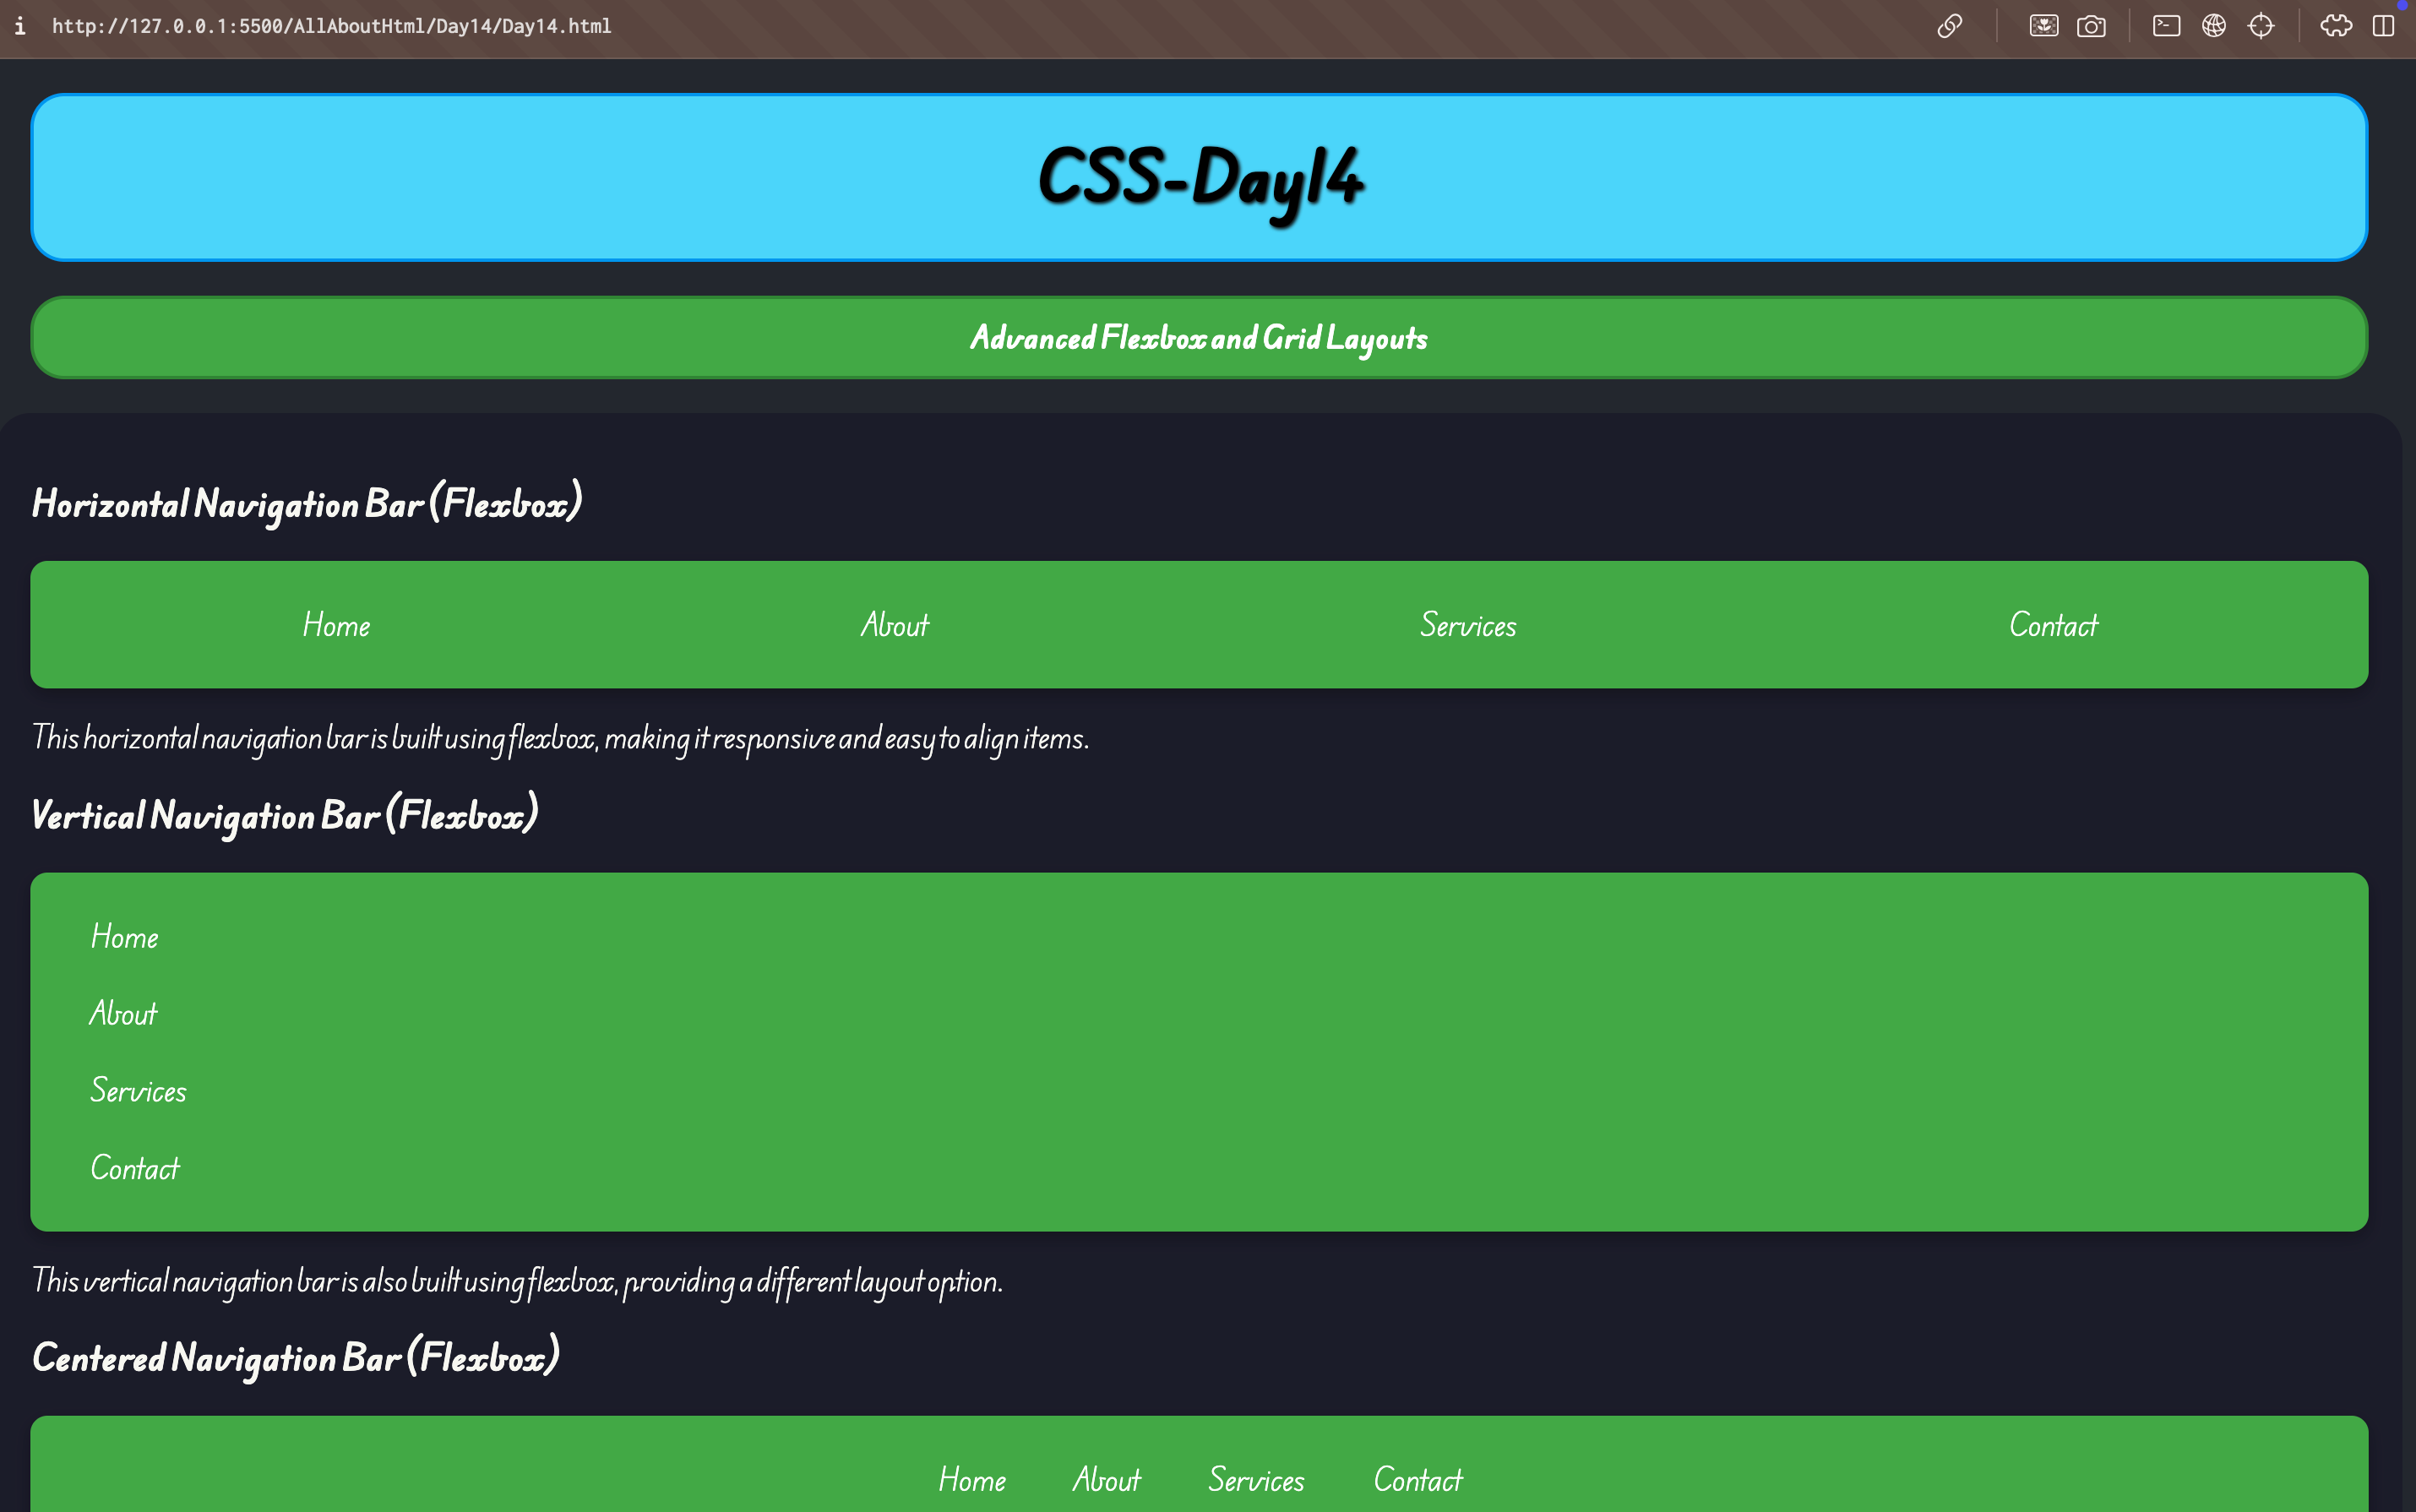 http://127.0.0.1:5500/AllAboutHtml/Day14/Day14.html
CSS-Day14
Advanced Flexbox and Grid Layouts
Horizontal Navigation Bar (Flexbox)
Home About Services Contact
This horizontal navigation bar is built using flexbox, making it responsive and easy to align items.
Vertical Navigation Bar (Flexbox)
Home
About
Services
Contact
This vertical navigation bar is also built using flexbox, providing a different layout option.
Centered Navigation Bar (Flexbox)
Home About Services Contact